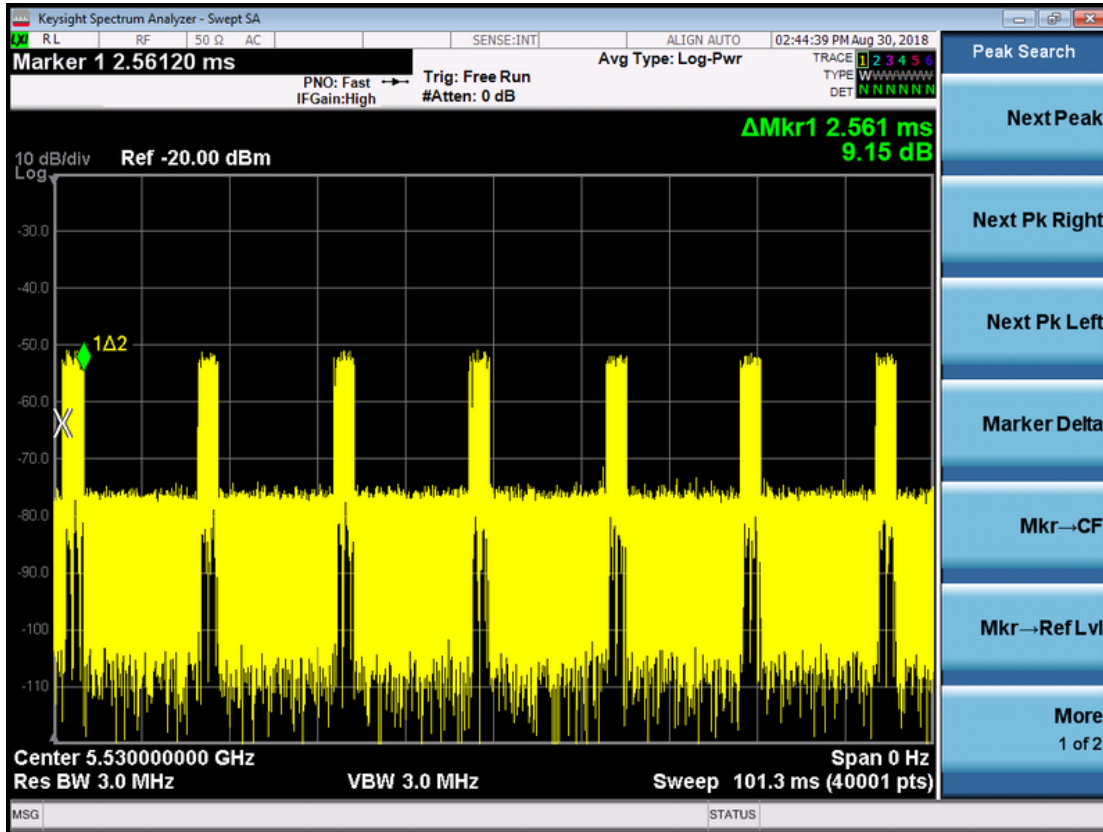 Keysight Spectrum Analyzer - Swept SA
LXI RL RF 50 Ω AC SENSE:INT ALIGN AUTO 02:44:39 PM Aug 30, 2018
Marker 1 2.56120 ms
PNO: Fast
IFGain:High
Trig: Free Run
#Atten: 0 dB
Avg Type: Log-Pwr
TRACE 1 2 3 4 5 6
TYPE WWWWWW
DET N N N N N N
ΔMkr1 2.561 ms
9.15 dB
10 dB/div Ref -20.00 dBm
Log
-30.0
-40.0
-50.0
1Δ2
-60.0
X
-70.0
-80.0
-90.0
-100
-110
Center 5.530000000 GHz Span 0 Hz
Res BW 3.0 MHz VBW 3.0 MHz Sweep 101.3 ms (40001 pts)
MSG STATUS
Peak Search
Next Peak
Next Pk Right
Next Pk Left
Marker Delta
Mkr→CF
Mkr→Ref Lvl
More
1 of 2